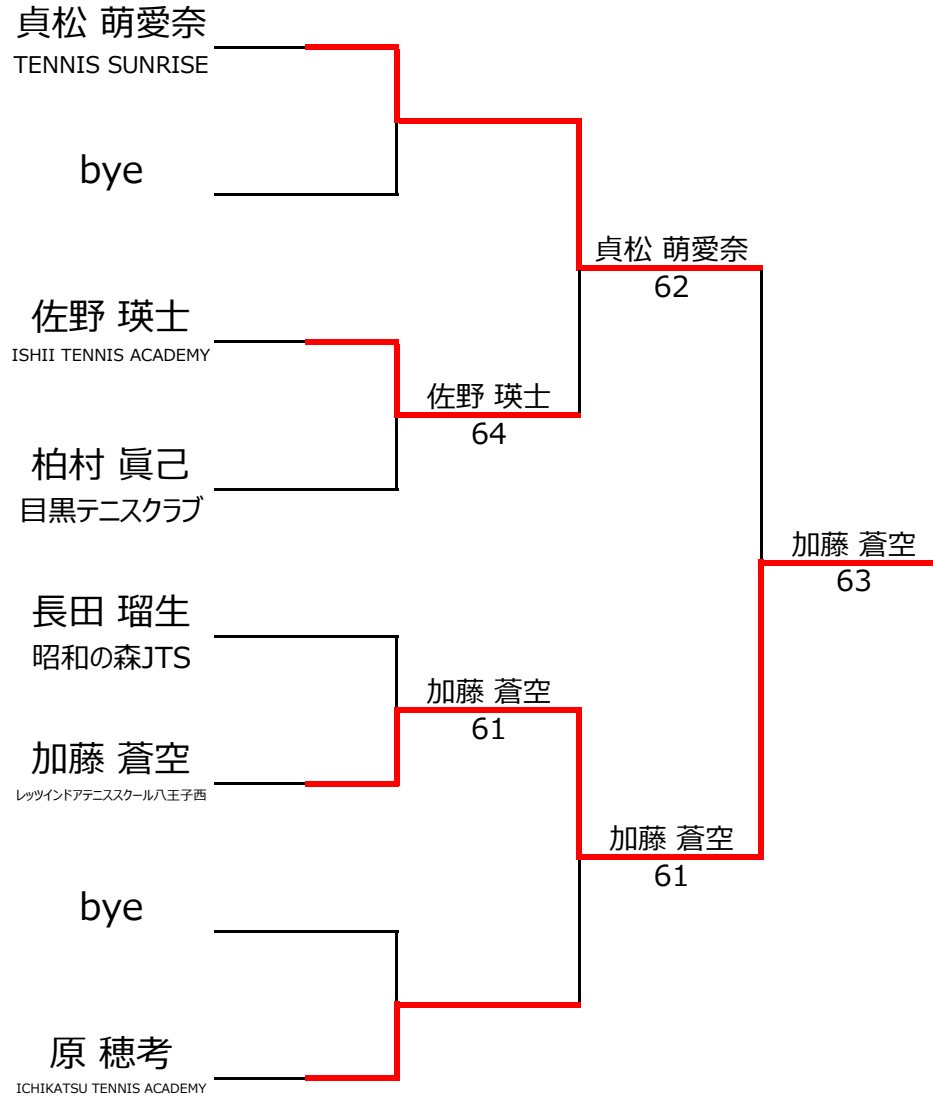 貞松 萌愛奈
TENNIS SUNRISE
bye
貞松 萌愛奈
62
佐野 瑛士
ISHII TENNIS ACADEMY
佐野 瑛士
64
柏村 眞己
目黒テニスクラブ
加藤 蒼空
63
長田 瑠生
昭和の森JTS
加藤 蒼空
61
加藤 蒼空
レッツインドアテニススクール八王子西
加藤 蒼空
61
bye
原 穂考
ICHIKATSU TENNIS ACADEMY